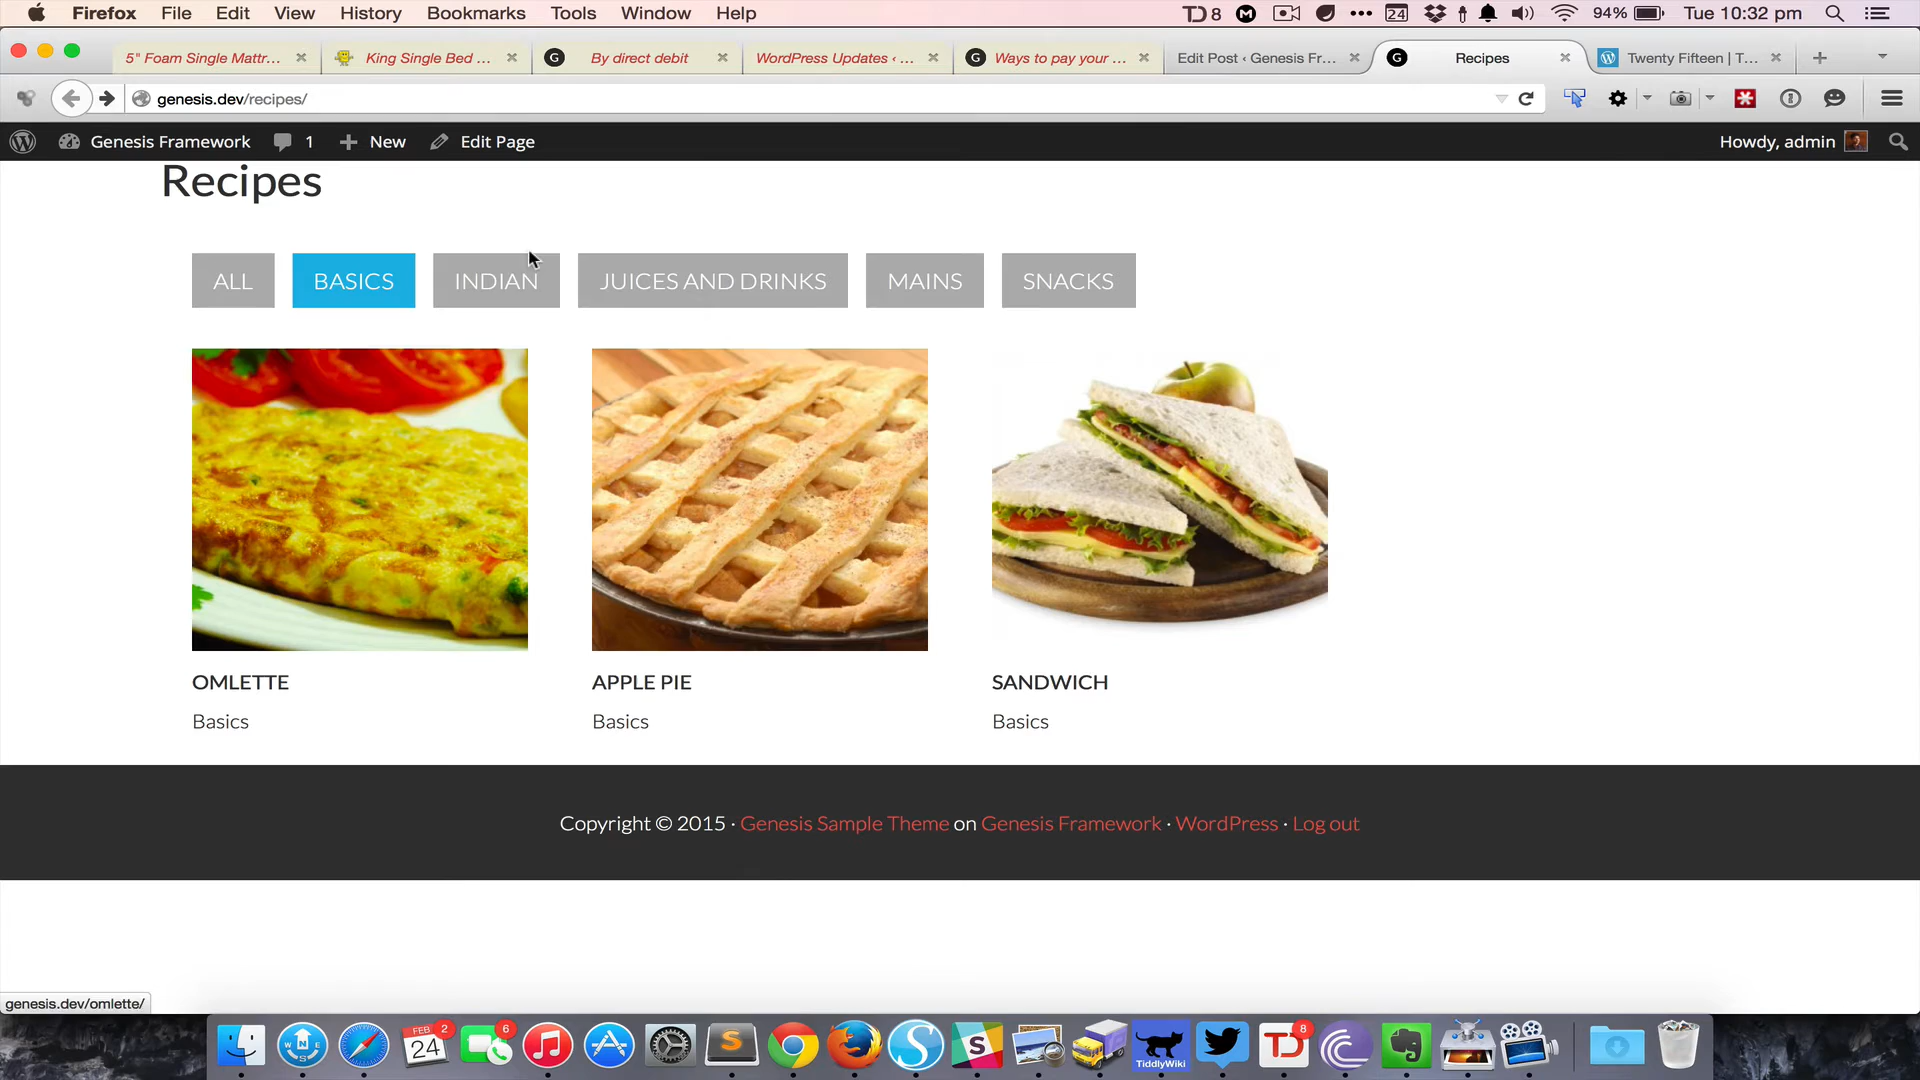 Firefox File Edit View History Bookmarks Tools Window Help 8 24 94% Tue 10:32 pm
5" Foam Single Mattr... King Single Bed ... By direct debit WordPress Updates ‹ ... Ways to pay your ... Edit Post ‹ Genesis Fr... Recipes Twenty Fifteen | T...
genesis.dev/recipes/
Genesis Framework 1 New Edit Page Howdy, admin
Recipes
ALL BASICS INDIAN JUICES AND DRINKS MAINS SNACKS
OMLETTE APPLE PIE SANDWICH
Basics Basics Basics
Copyright © 2015 · Genesis Sample Theme on Genesis Framework · WordPress · Log out
genesis.dev/omlette/
FEB 2 6 8
24
TiddlyWiki